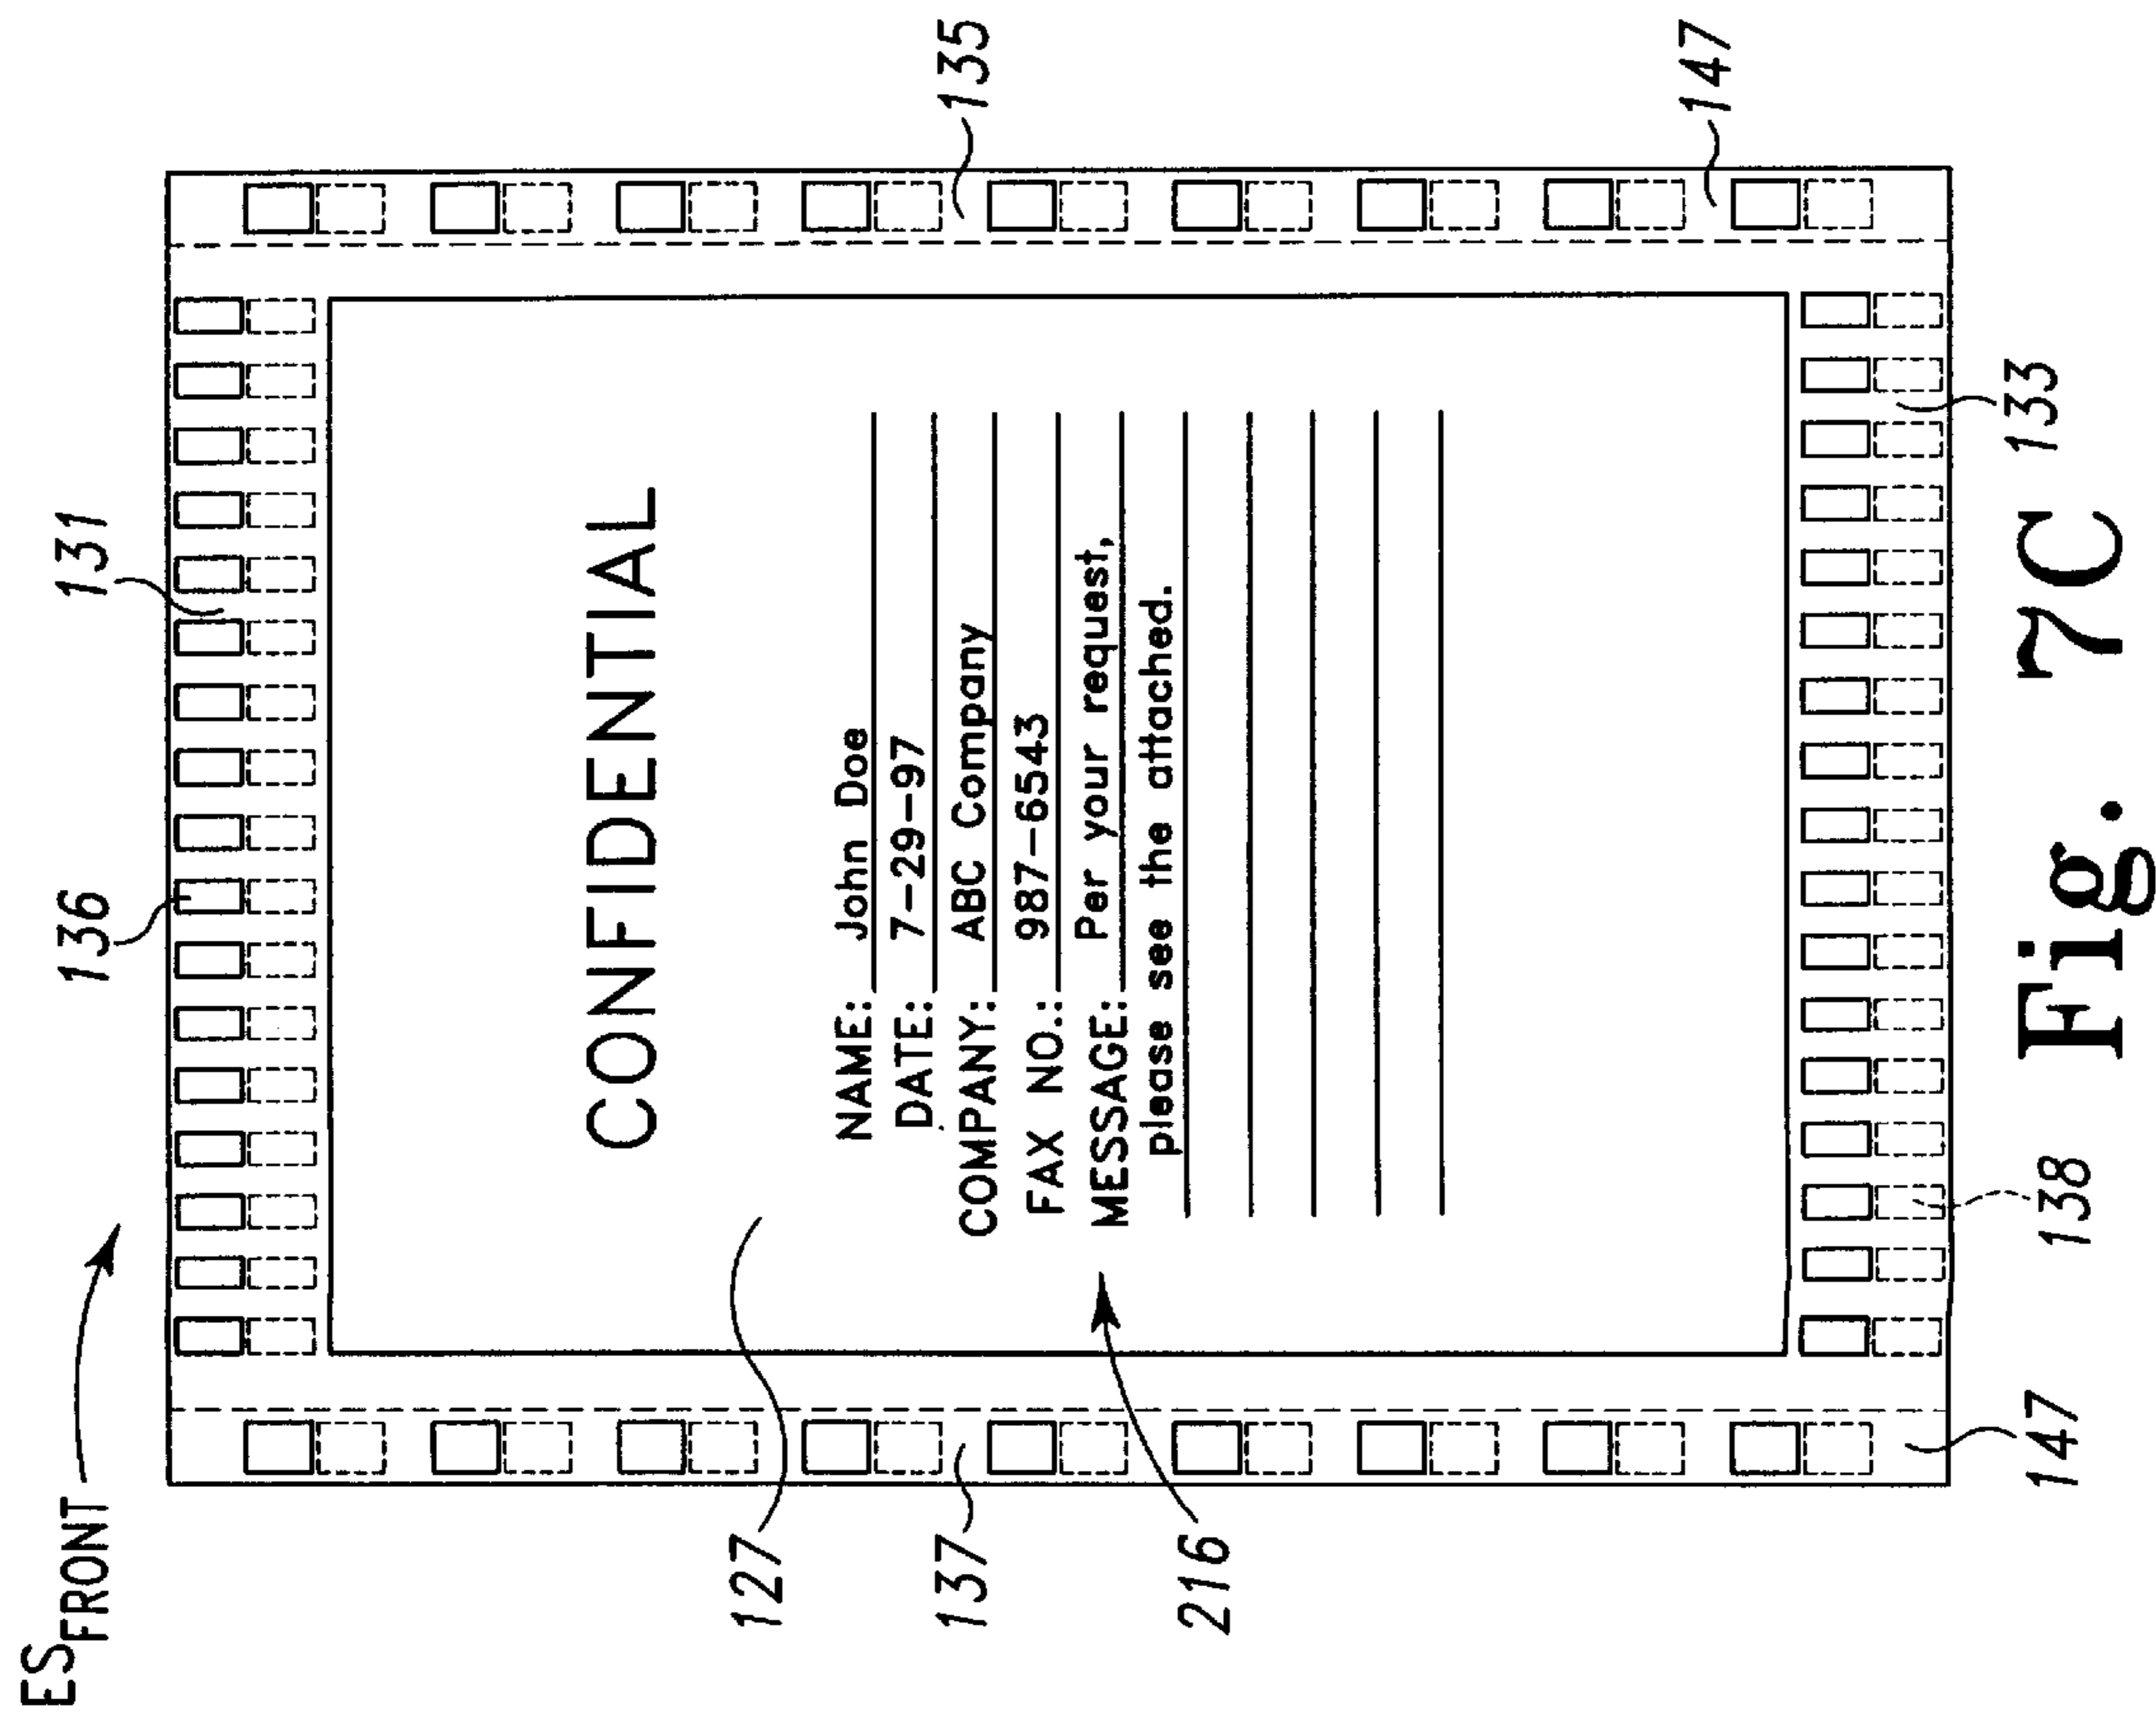 ES FRONT
136
131
CONFIDENTIAL
NAME: John Doe
DATE: 7-29-97
COMPANY: ABC Company
FAX NO.: 987-6543
MESSAGE: Per your request,
please see the attached.
127
137
216
135
147
147
138
133
Fig. 7C